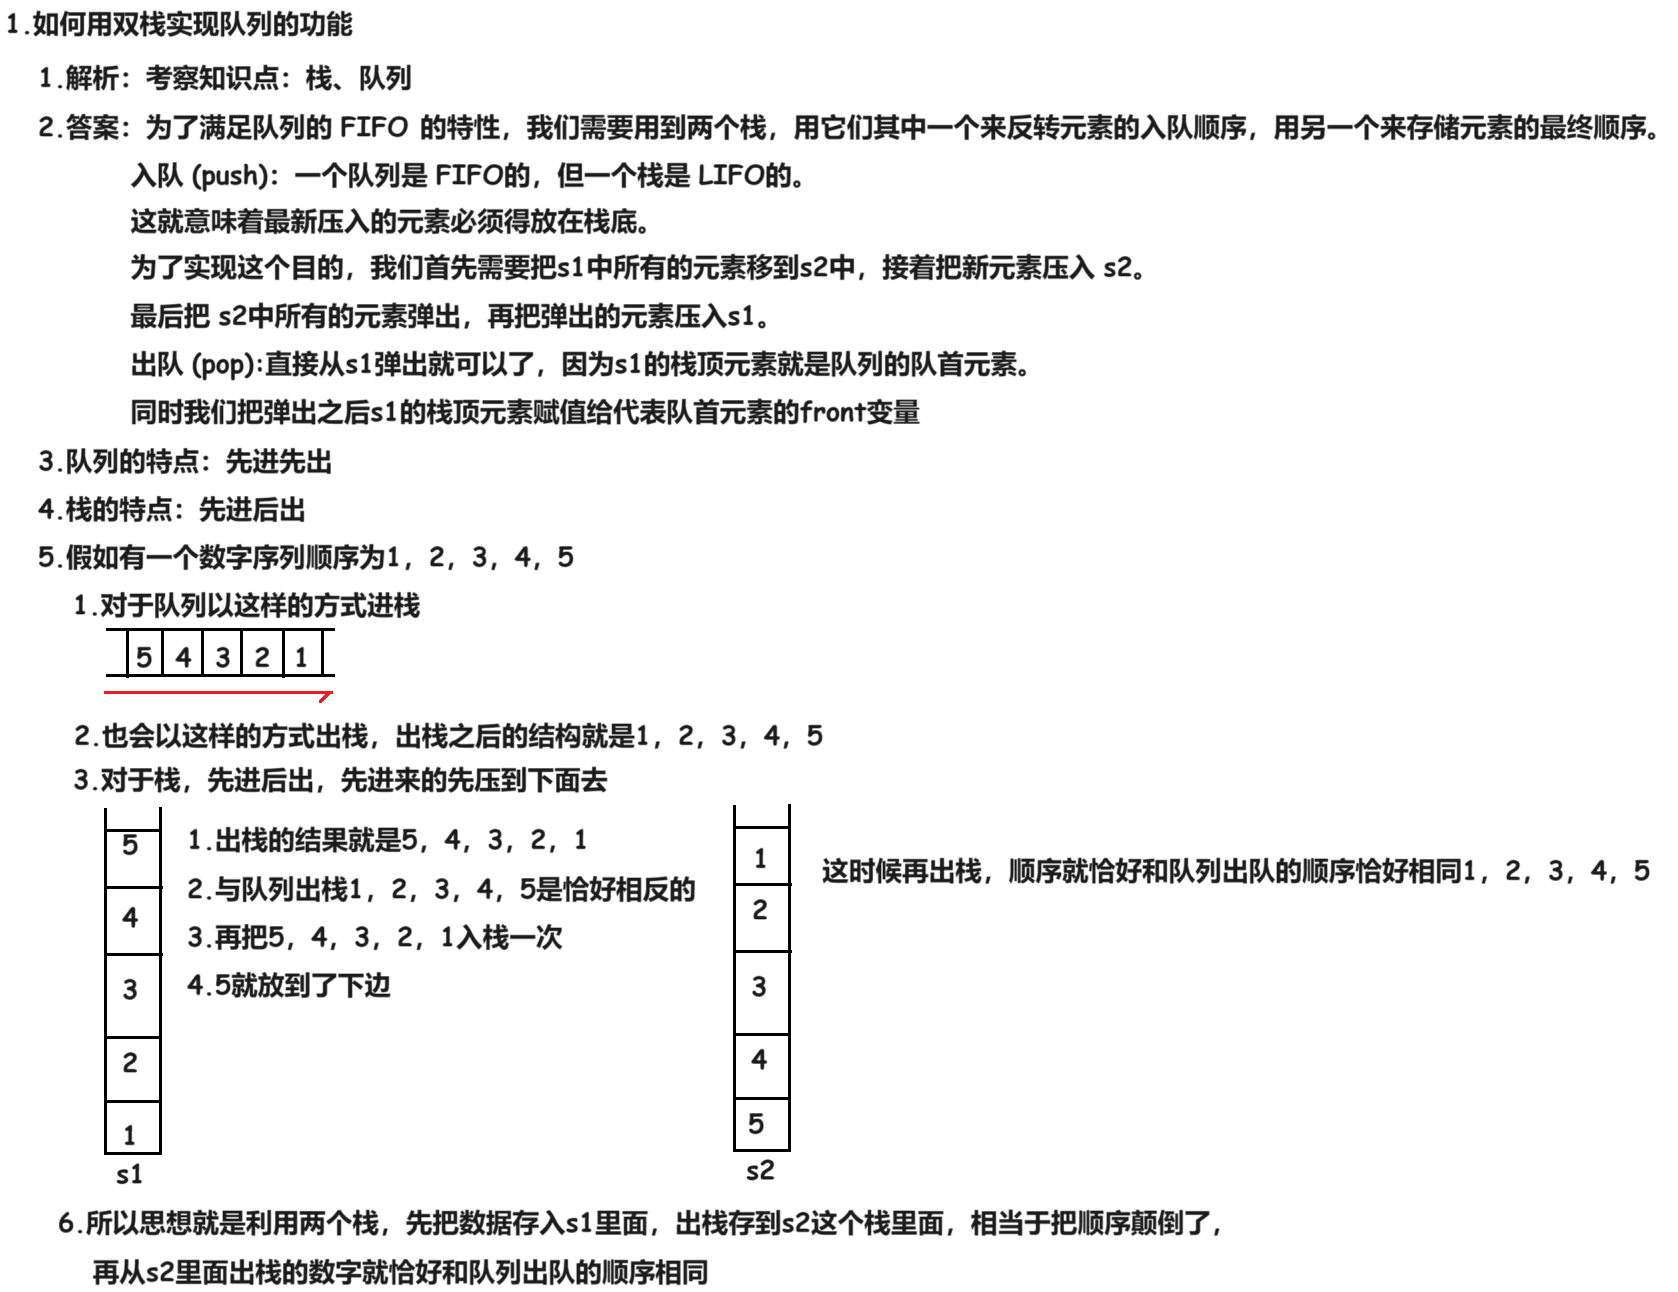 1.如何用双栈实现队列的功能
1.解析：考察知识点：栈、队列
2.答案：为了满足队列的 FIFO 的特性，我们需要用到两个栈，用它们其中一个来反转元素的入队顺序，用另一个来存储元素的最终顺序。
入队 (push)：一个队列是 FIFO的，但一个栈是 LIFO的。
这就意味着最新压入的元素必须得放在栈底。
为了实现这个目的，我们首先需要把s1中所有的元素移到s2中，接着把新元素压入 s2。
最后把 s2中所有的元素弹出，再把弹出的元素压入s1。
出队 (pop):直接从s1弹出就可以了，因为s1的栈顶元素就是队列的队首元素。
同时我们把弹出之后s1的栈顶元素赋值给代表队首元素的front变量
3.队列的特点：先进先出
4.栈的特点：先进后出
5.假如有一个数字序列顺序为1，2，3，4，5
1.对于队列以这样的方式进栈
5 4 3 2 1
2.也会以这样的方式出栈，出栈之后的结构就是1，2，3，4，5
3.对于栈，先进后出，先进来的先压到下面去
5
4
3
2
1
s1
1.出栈的结果就是5，4，3，2，1
2.与队列出栈1，2，3，4，5是恰好相反的
3.再把5，4，3，2，1入栈一次
4.5就放到了下边
1
2
3
4
5
s2
这时候再出栈，顺序就恰好和队列出队的顺序恰好相同1，2，3，4，5
6.所以思想就是利用两个栈，先把数据存入s1里面，出栈存到s2这个栈里面，相当于把顺序颠倒了，
再从s2里面出栈的数字就恰好和队列出队的顺序相同